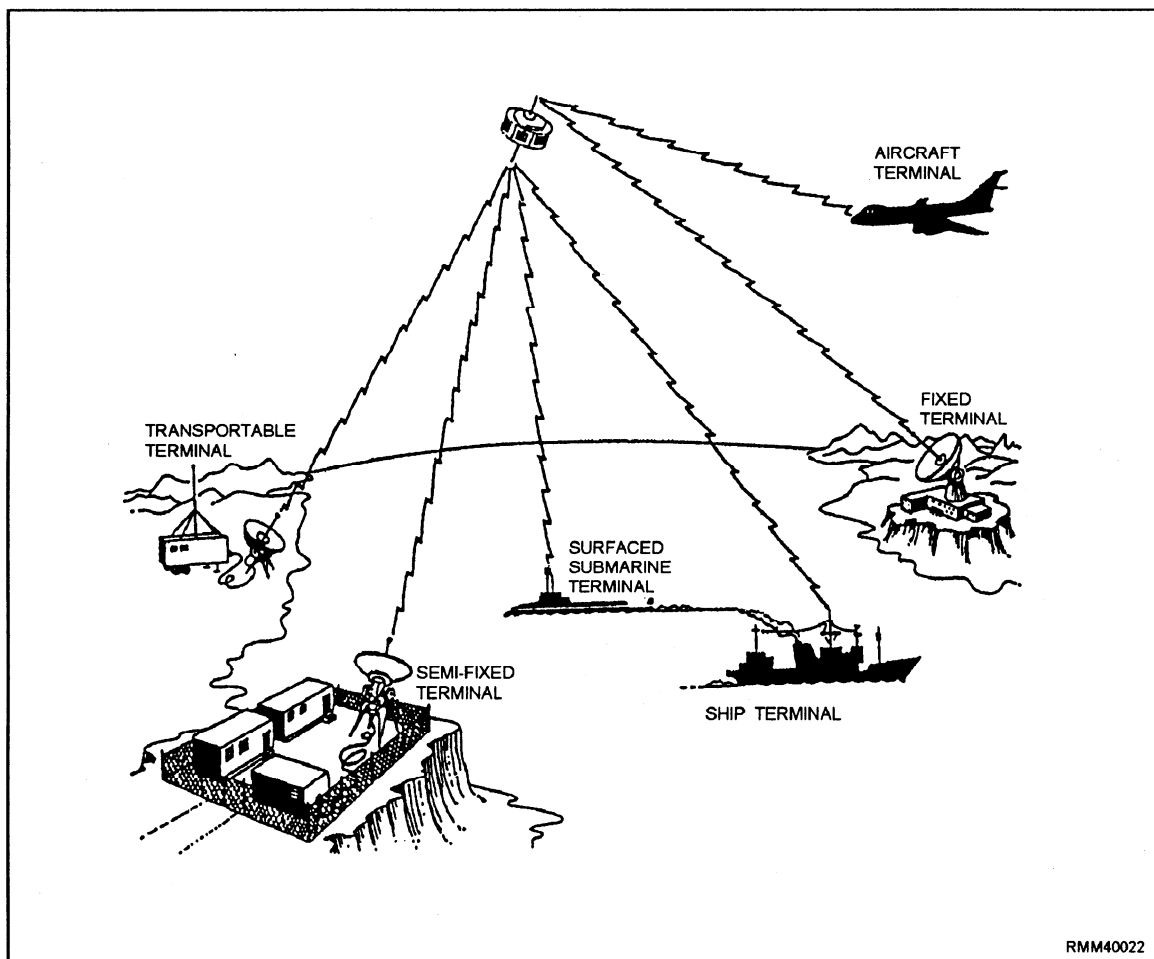 AIRCRAFT
TERMINAL
FIXED
TERMINAL
TRANSPORTABLE
TERMINAL
SURFACED
SUBMARINE
TERMINAL
SEMI-FIXED
TERMINAL
SHIP TERMINAL
RMM40022